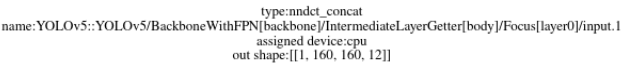 type:nndct_concat
name:YOLOv5::YOLOv5/BackboneWithFPN[backbone]/IntermediateLayerGetter[body]/Focus[layer0]/input.1
assigned device:cpu
out shape:[[1, 160, 160, 12]]